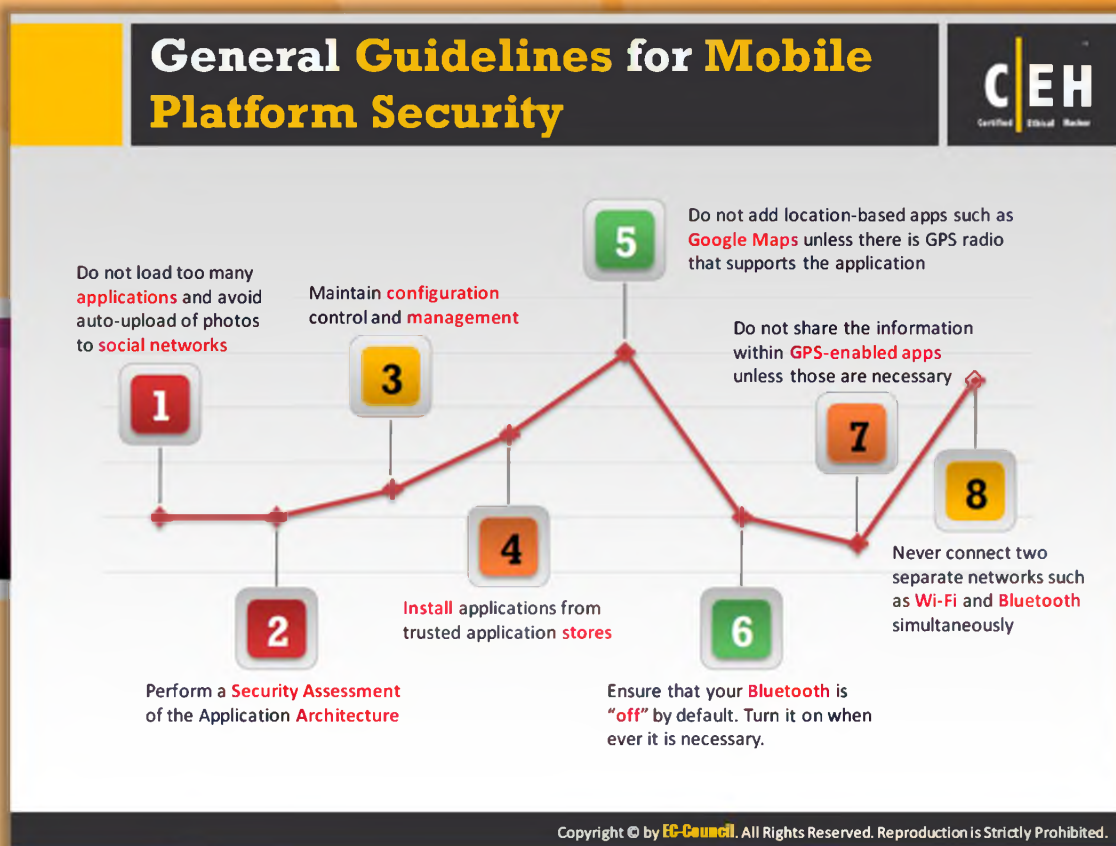 General Guidelines for Mobile
Platform Security
CEH
Certified Ethical Hacker
1
Do not load too many
applications and avoid
auto-upload of photos
to social networks
2
Perform a Security Assessment
of the Application Architecture
3
Maintain configuration
control and management
4
Install applications from
trusted application stores
5
Do not add location-based apps such as
Google Maps unless there is GPS radio
that supports the application
6
Ensure that your Bluetooth is
"off" by default. Turn it on when
ever it is necessary.
7
Do not share the information
within GPS-enabled apps
unless those are necessary
8
Never connect two
separate networks such
as Wi-Fi and Bluetooth
simultaneously
Copyright © by EC-Council. All Rights Reserved. Reproduction is Strictly Prohibited.